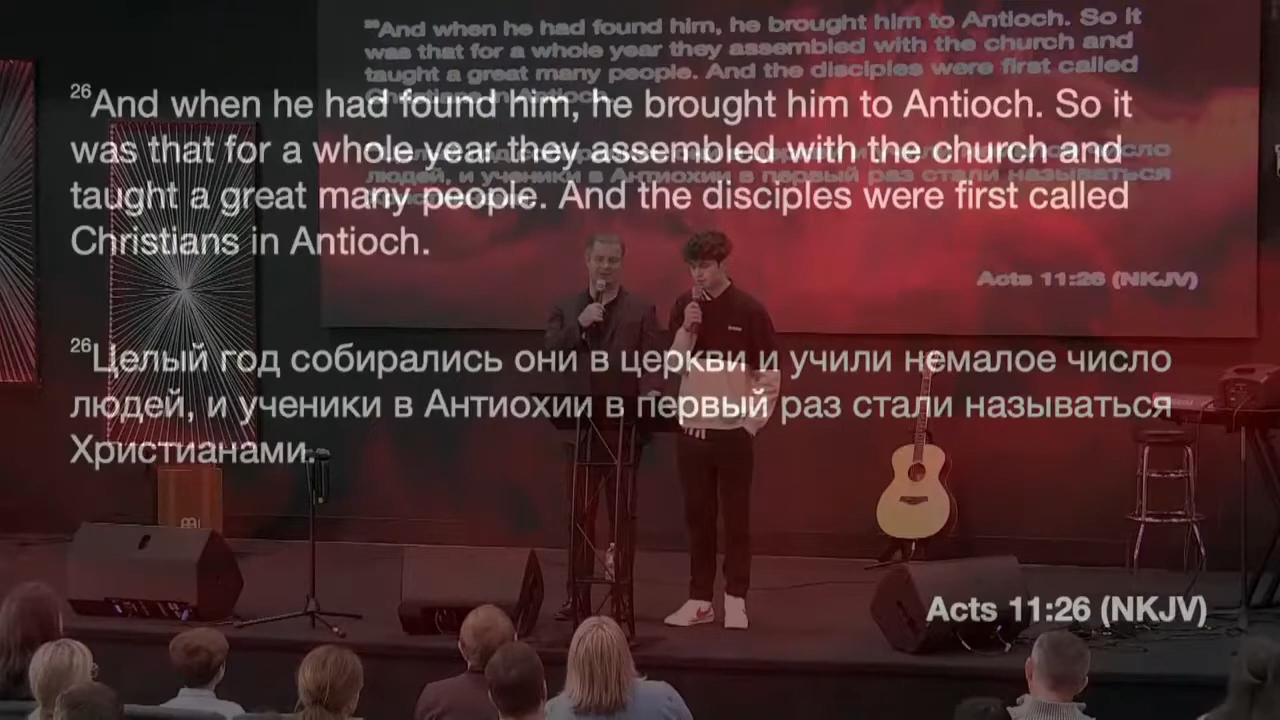 ²⁶And when he had found him, he brought him to Antioch. So it
was that for a whole year they assembled with the church and
taught a great many people. And the disciples were first called
Christians in Antioch.
²⁶Целый год собирались они в церкви и учили немалое число
людей, и ученики в Антиохии в первый раз стали называться
Христианами.
Acts 11:26 (NKJV)
²⁶And when he had found him, he brought him to Antioch. So it
was that for a whole year they assembled with the church and
taught a great many people. And the disciples were first called
Christians in Antioch.
число
людей, и ученики в Антиохии в первый раз стали называться
Acts 11:26 (NKJV)